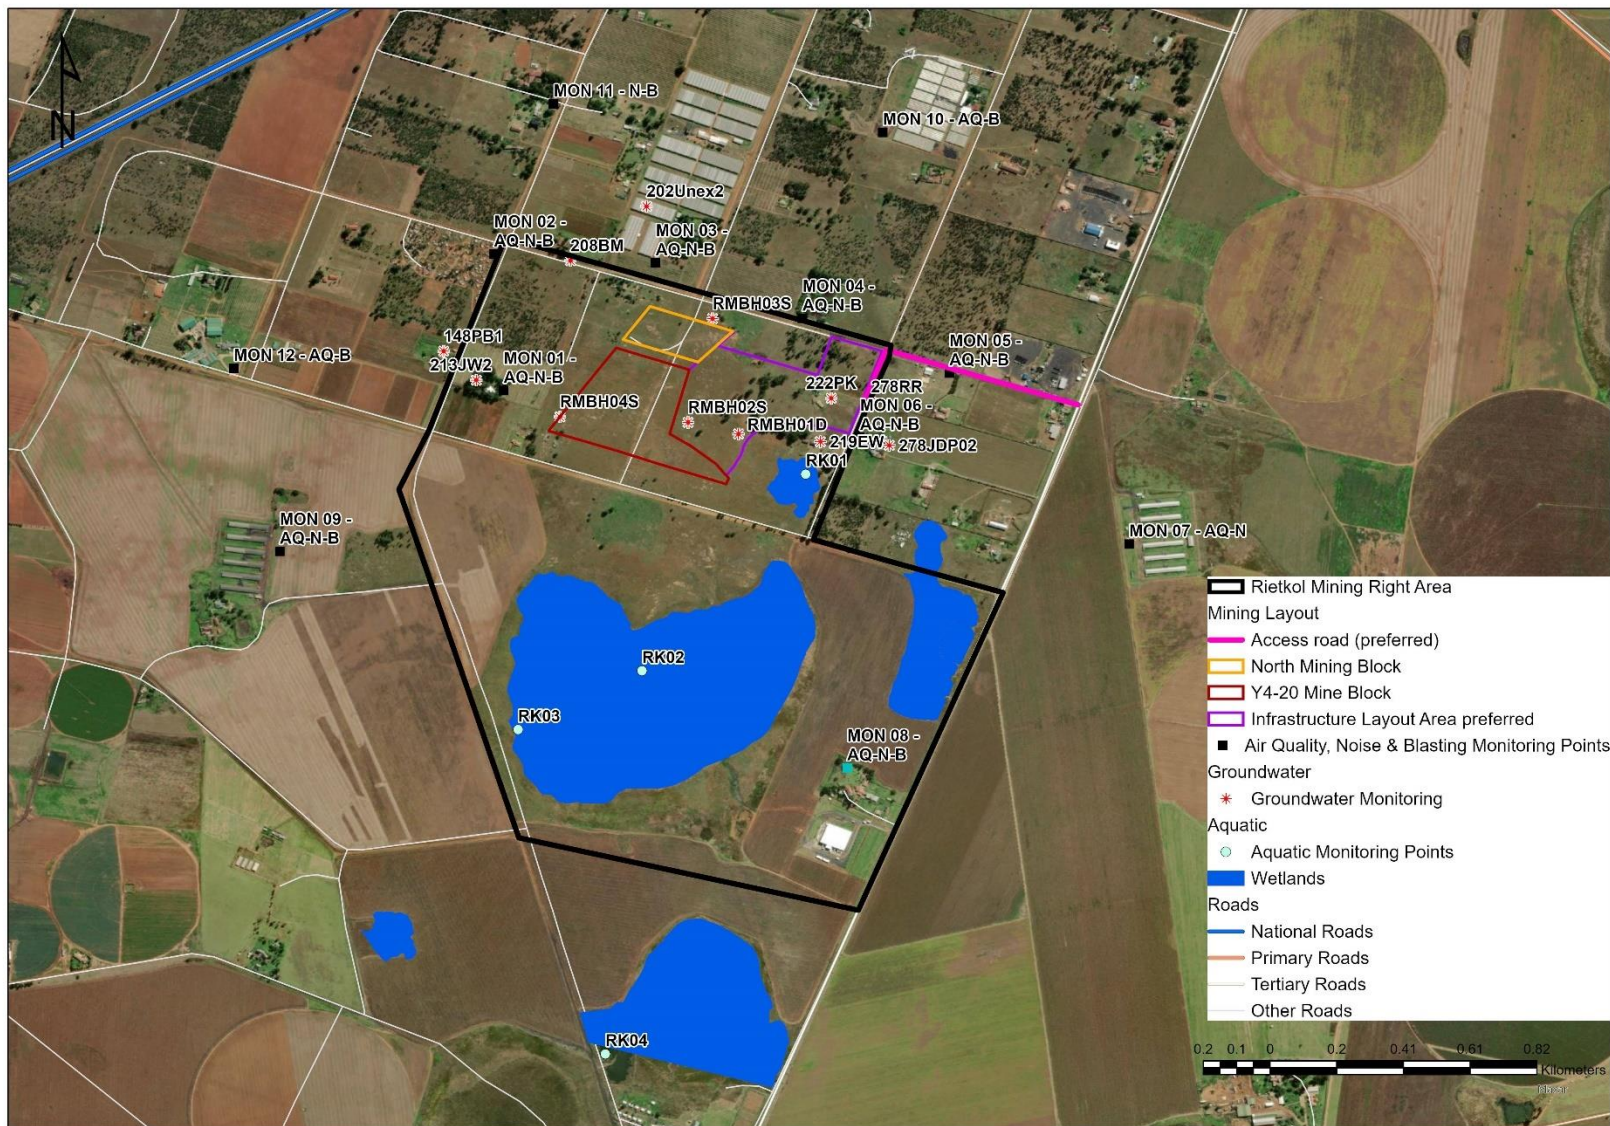 N
MON 11 - N-B
MON 10 - AQ-B
202Unex2
MON 02 -
AQ-N-B
208BM
MON 03 -
AQ-N-B
RMBH03S
MON 04 -
AQ-N-B
148PB1
213JW2
MON 01 -
AQ-N-B
MON 12 - AQ-B
MON 05 -
AQ-N-B
222PK
278RR
MON 06 -
AQ-N-B
RMBH04S
RMBH02S
RMBH01D
219EW
278JDP02
RK01
MON 09 -
AQ-N-B
MON 07 - AQ-N
RK02
RK03
MON 08 -
AQ-N-B
RK04
Rietkol Mining Right Area
Mining Layout
Access road (preferred)
North Mining Block
Y4-20 Mine Block
Infrastructure Layout Area preferred
Air Quality, Noise & Blasting Monitoring Points
Groundwater
Groundwater Monitoring
Aquatic
Aquatic Monitoring Points
Wetlands
Roads
National Roads
Primary Roads
Tertiary Roads
Other Roads
0.2 0.1 0 0.2 0.41 0.61 0.82
Kilometers
Maxar